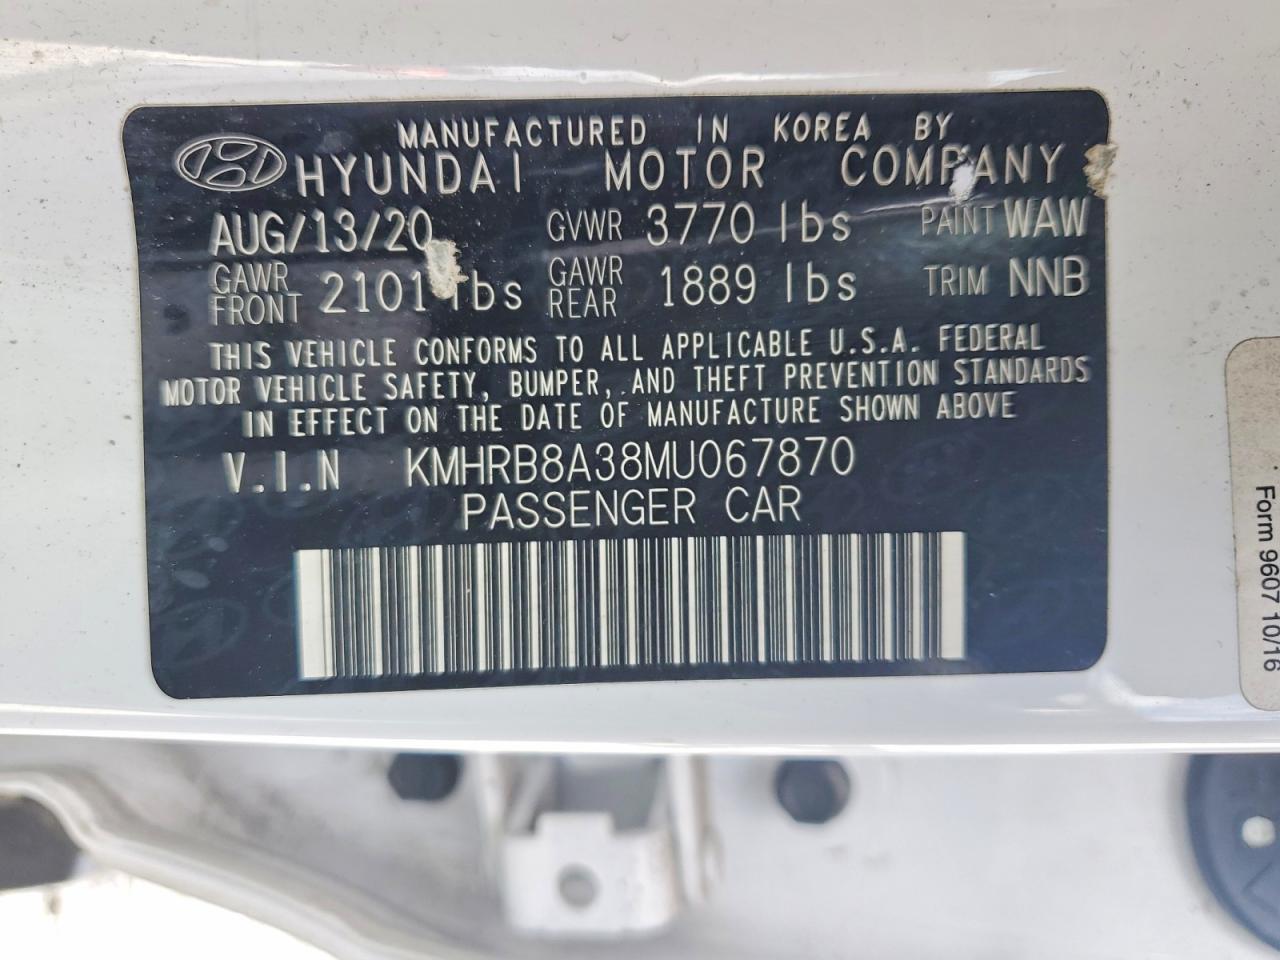 MANUFACTURED IN KOREA BY
HYUNDAI MOTOR COMPANY
AUG/13/20 GVWR 3770 lbs PAINT WAW
GAWR FRONT 2101 lbs GAWR REAR 1889 lbs TRIM NNB
THIS VEHICLE CONFORMS TO ALL APPLICABLE U.S.A. FEDERAL
MOTOR VEHICLE SAFETY, BUMPER, AND THEFT PREVENTION STANDARDS
IN EFFECT ON THE DATE OF MANUFACTURE SHOWN ABOVE
V.I.N KMHRB8A38MU067870
PASSENGER CAR
Form 9607 10/16